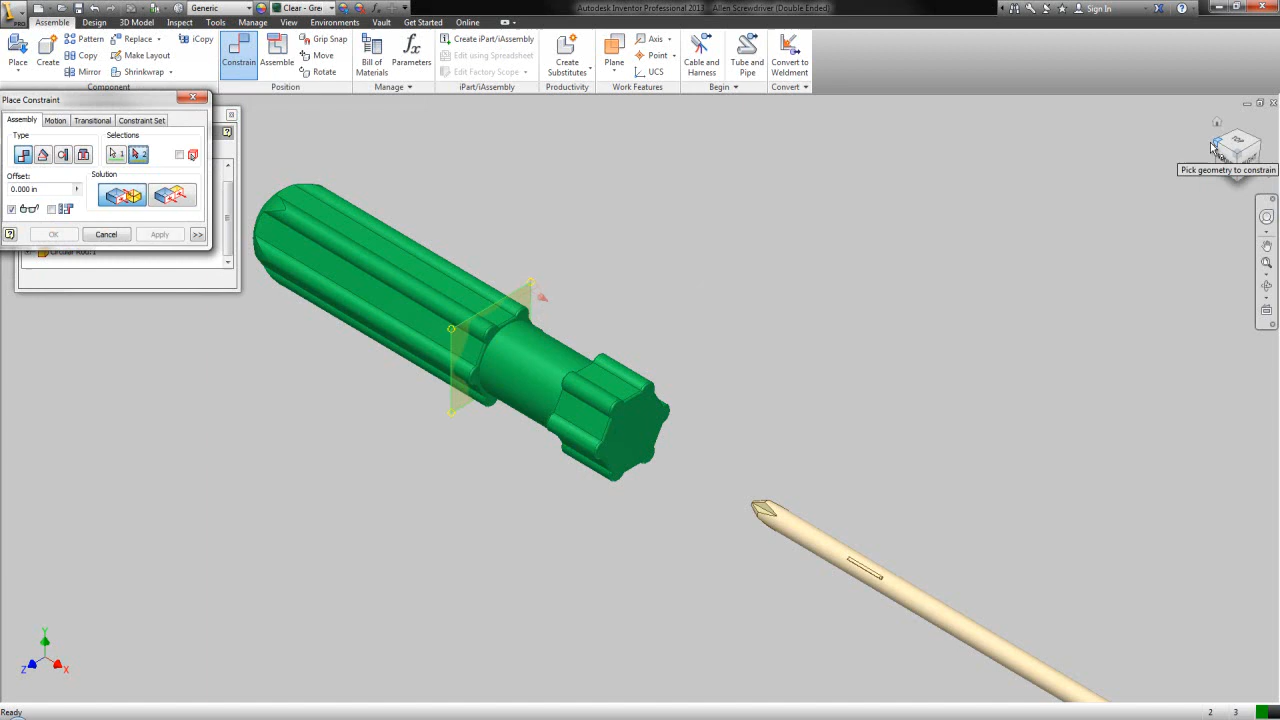 Generic
Clear - Gree
Autodesk Inventor Professional 2013 - Allen Screwdriver (Double Ended)
Sign In
PRO
Assemble Design 3D Model Inspect Tools Manage View Environments Vault Get Started Online
Place
Create
Pattern
Copy
Mirror
Replace
Make Layout
Shrinkwrap
iCopy
Component
Constrain
Assemble
Grip Snap
Move
Rotate
Position
Bill of Materials
Parameters
Manage
Create iPart/iAssembly
Edit using Spreadsheet
Edit Factory Scope
iPart/iAssembly
Create Substitutes
Productivity
Plane
Axis
Point
UCS
Work Features
Cable and Harness
Tube and Pipe
Begin
Convert to Weldment
Convert
Place Constraint
Assembly Motion Transitional Constraint Set
Type
Selections
1
2
Offset:
0.000 in
Solution
OK Cancel Apply >>
TOP
Pick geometry to constrain
Y
Z
X
Ready
2 3